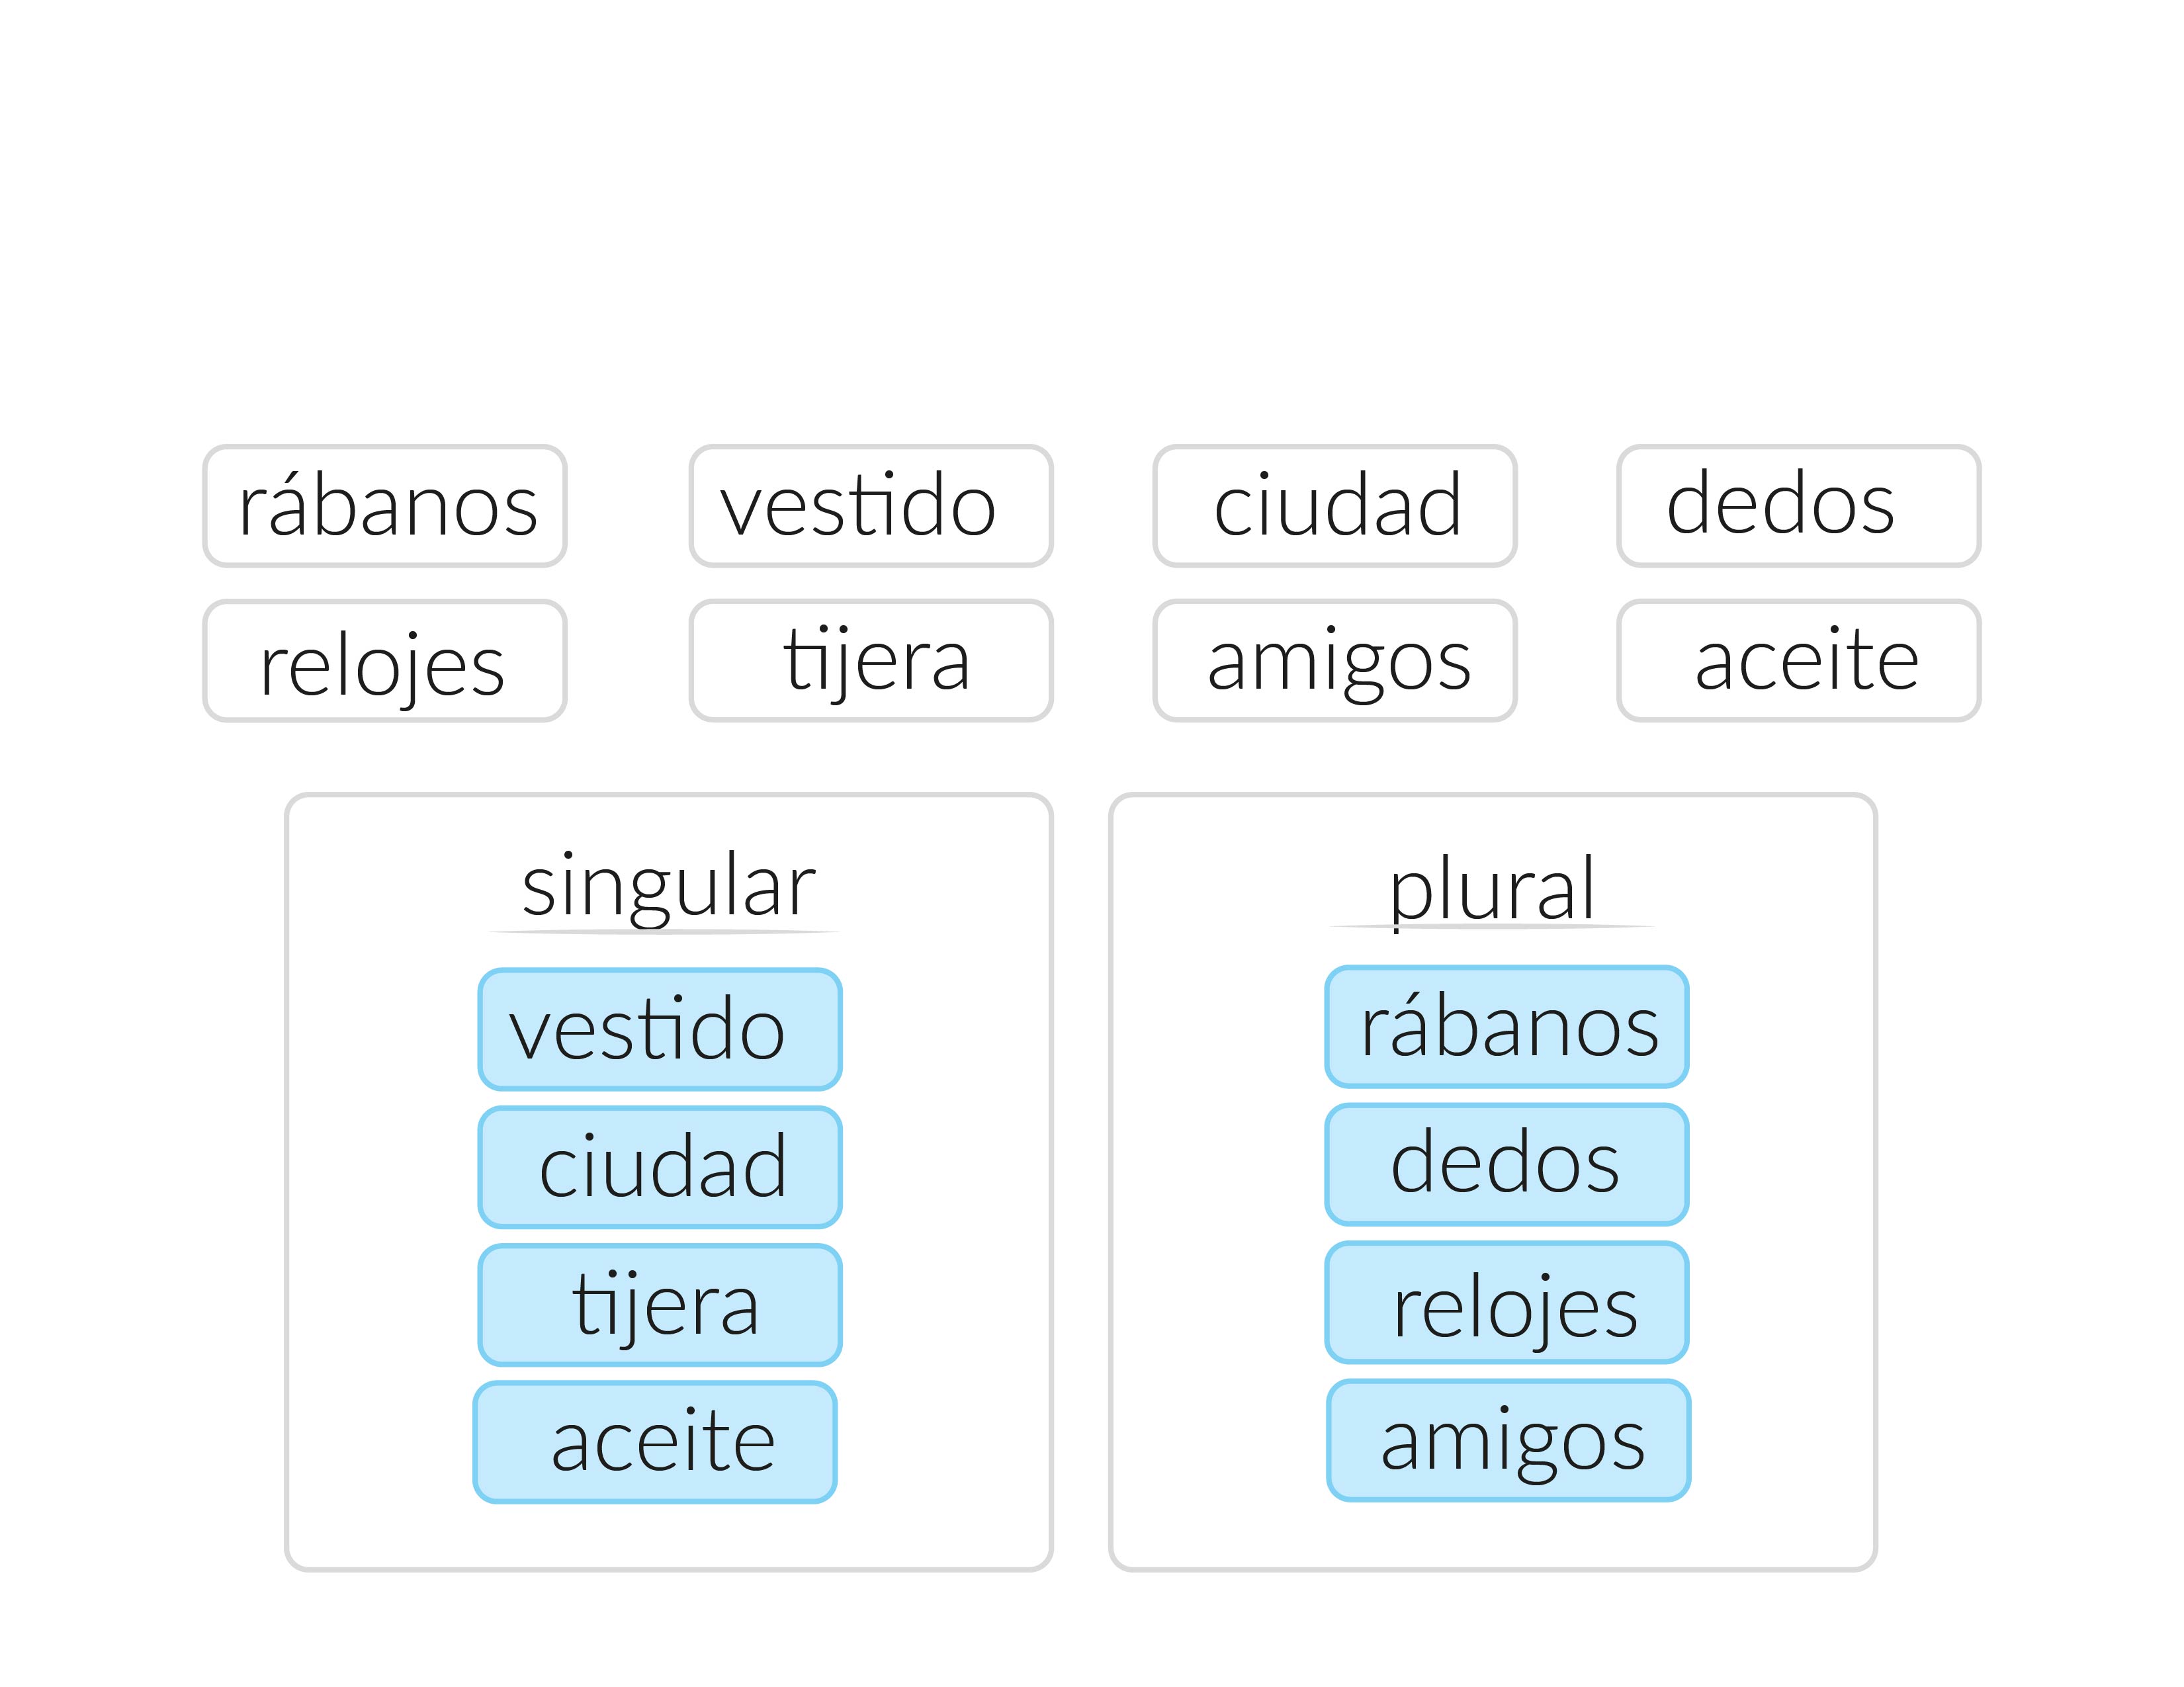 rábanos vestido ciudad dedos
relojes tijera amigos aceite
singular
vestido
ciudad
tijera
aceite
plural
rábanos
dedos
relojes
amigos